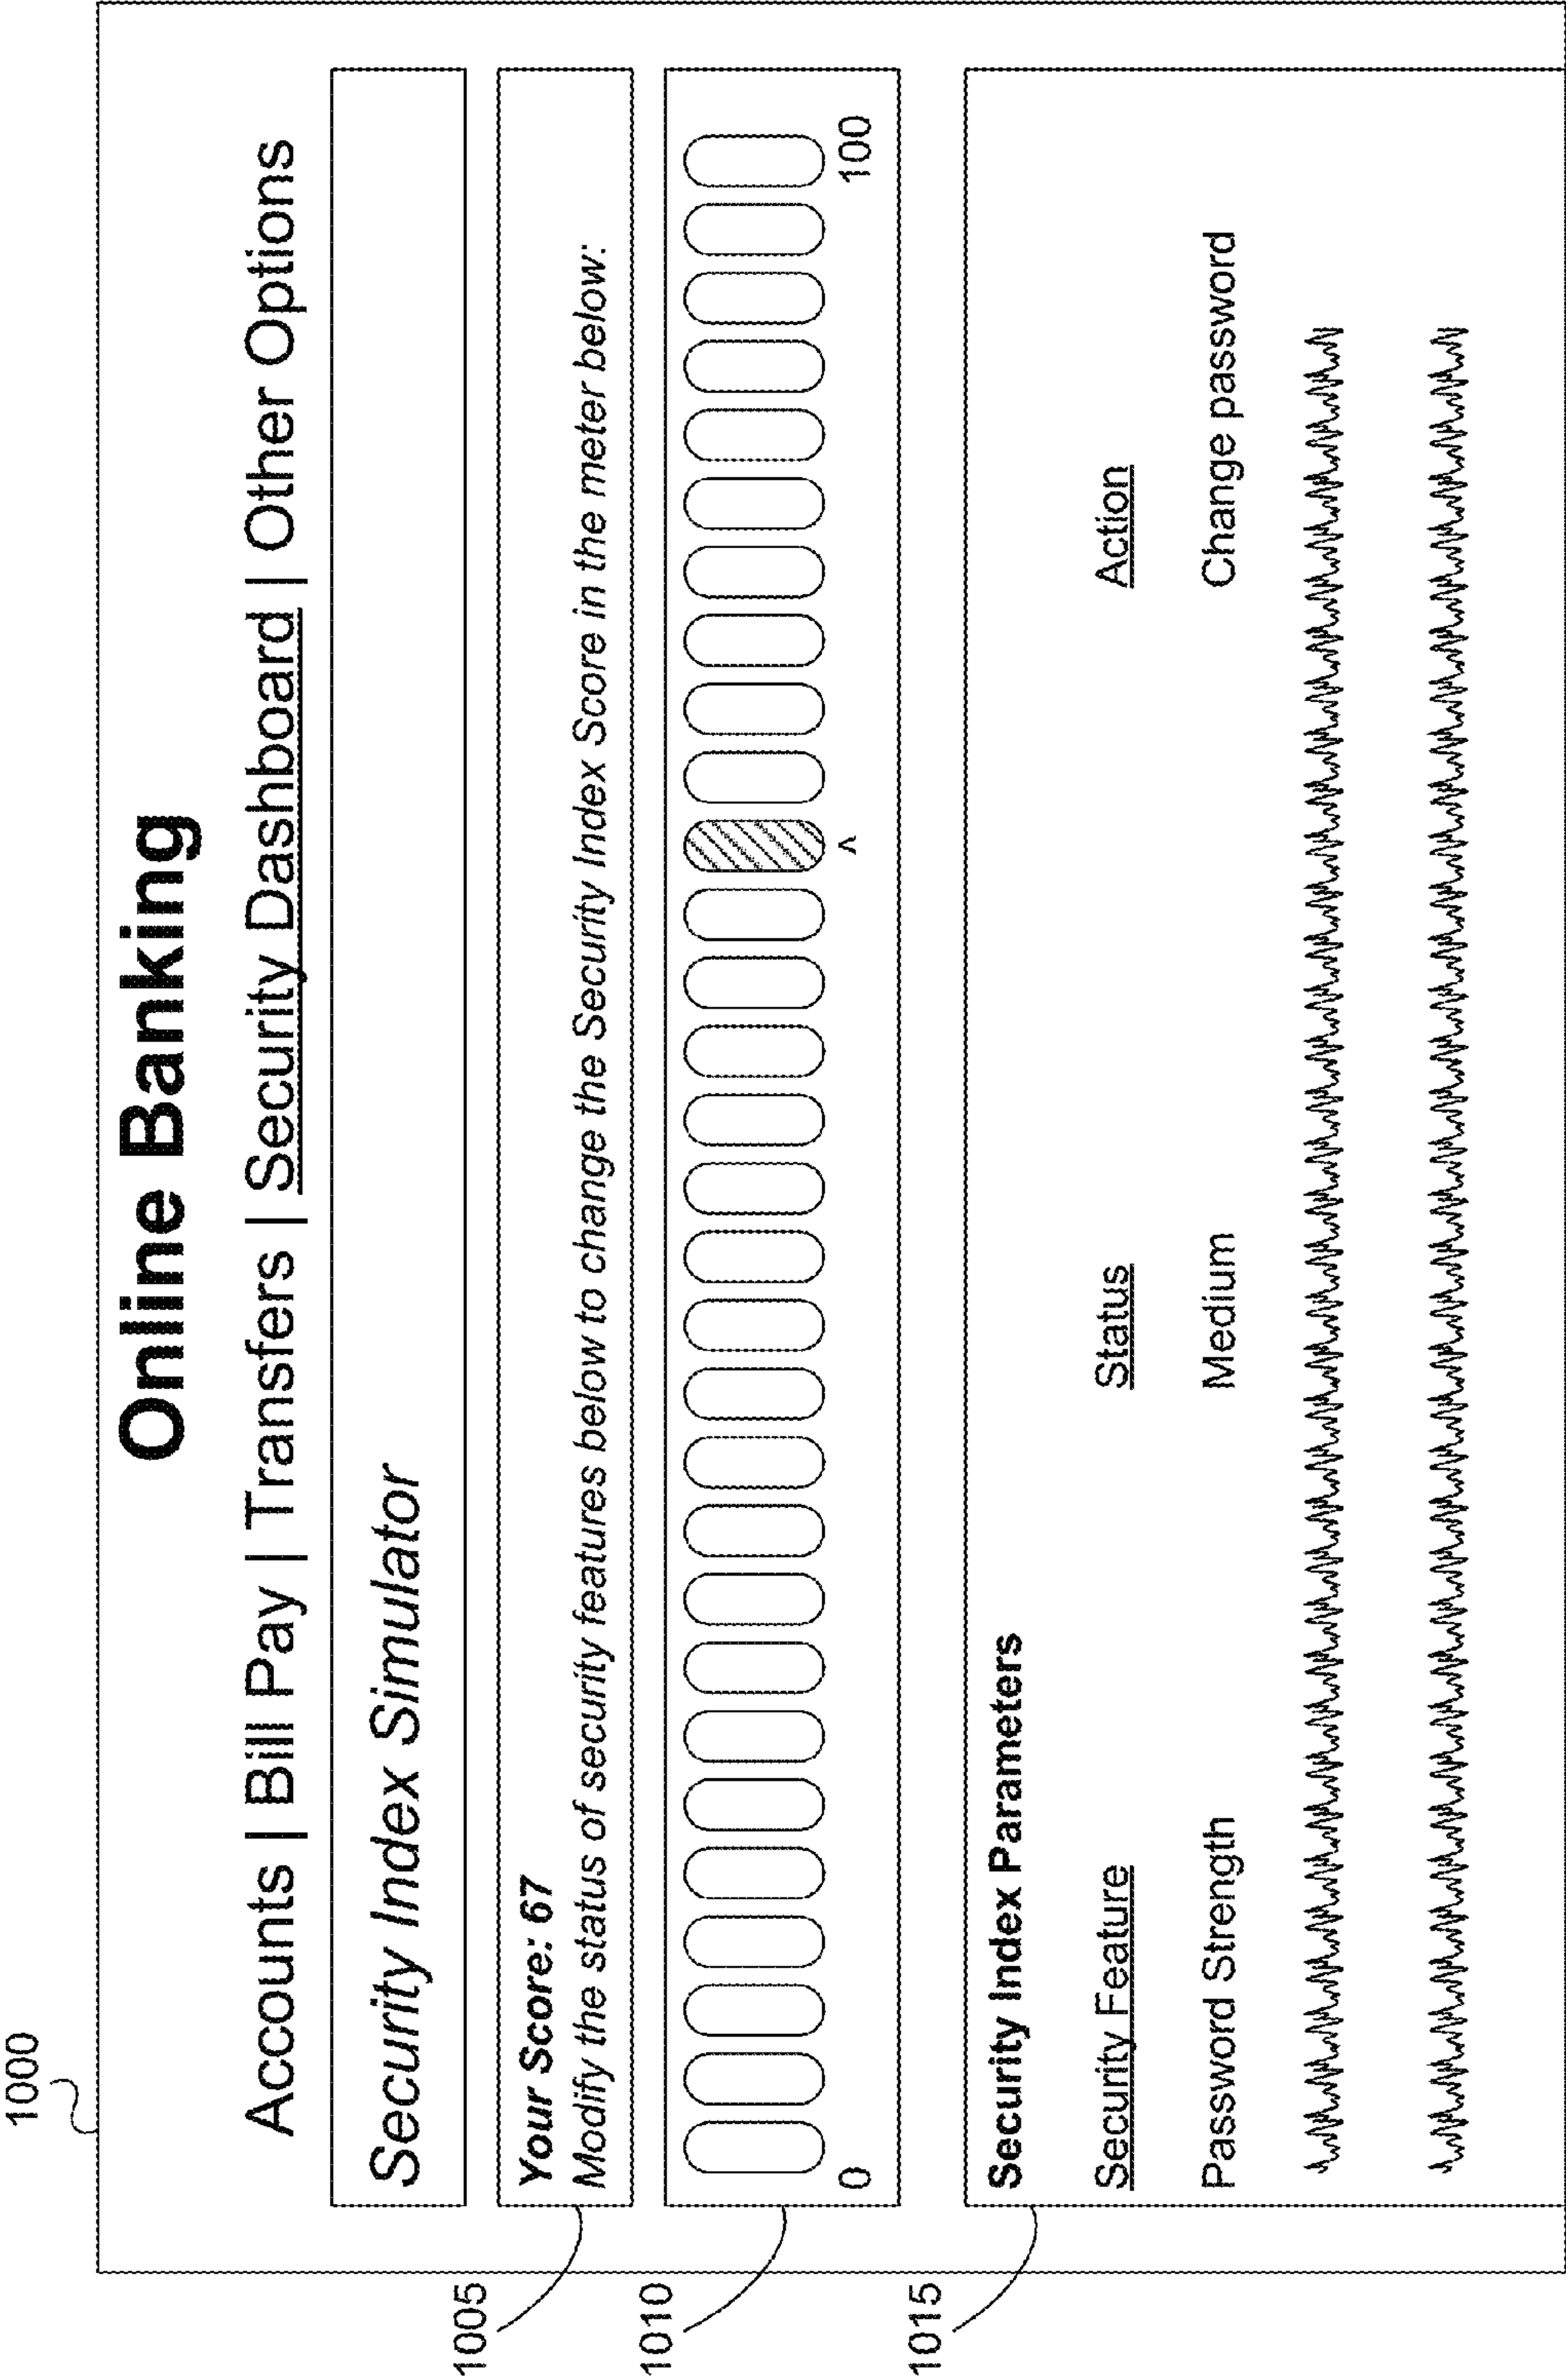 1000
Online Banking
Accounts | Bill Pay | Transfers | Security Dashboard | Other Options
Security Index Simulator
1005
Your Score: 67
Modify the status of security features below to change the Security Index Score in the meter below:
1010
0 ^ 100
1015
Security Index Parameters
Security Feature Status Action
Password Strength Medium Change password